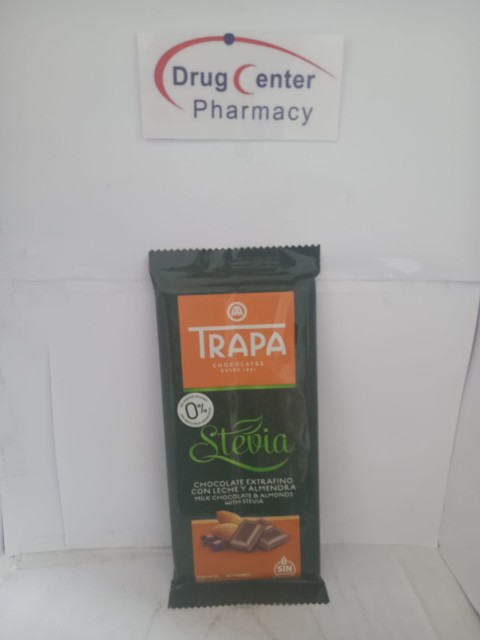 Drug Center
Pharmacy
TRAPA
CHOCOLATES
0%
Stevia
CHOCOLATE EXTRAFINO
CON LECHE Y ALMENDRA
MILK CHOCOLATE & ALMONDS
WITH STEVIA
SIN